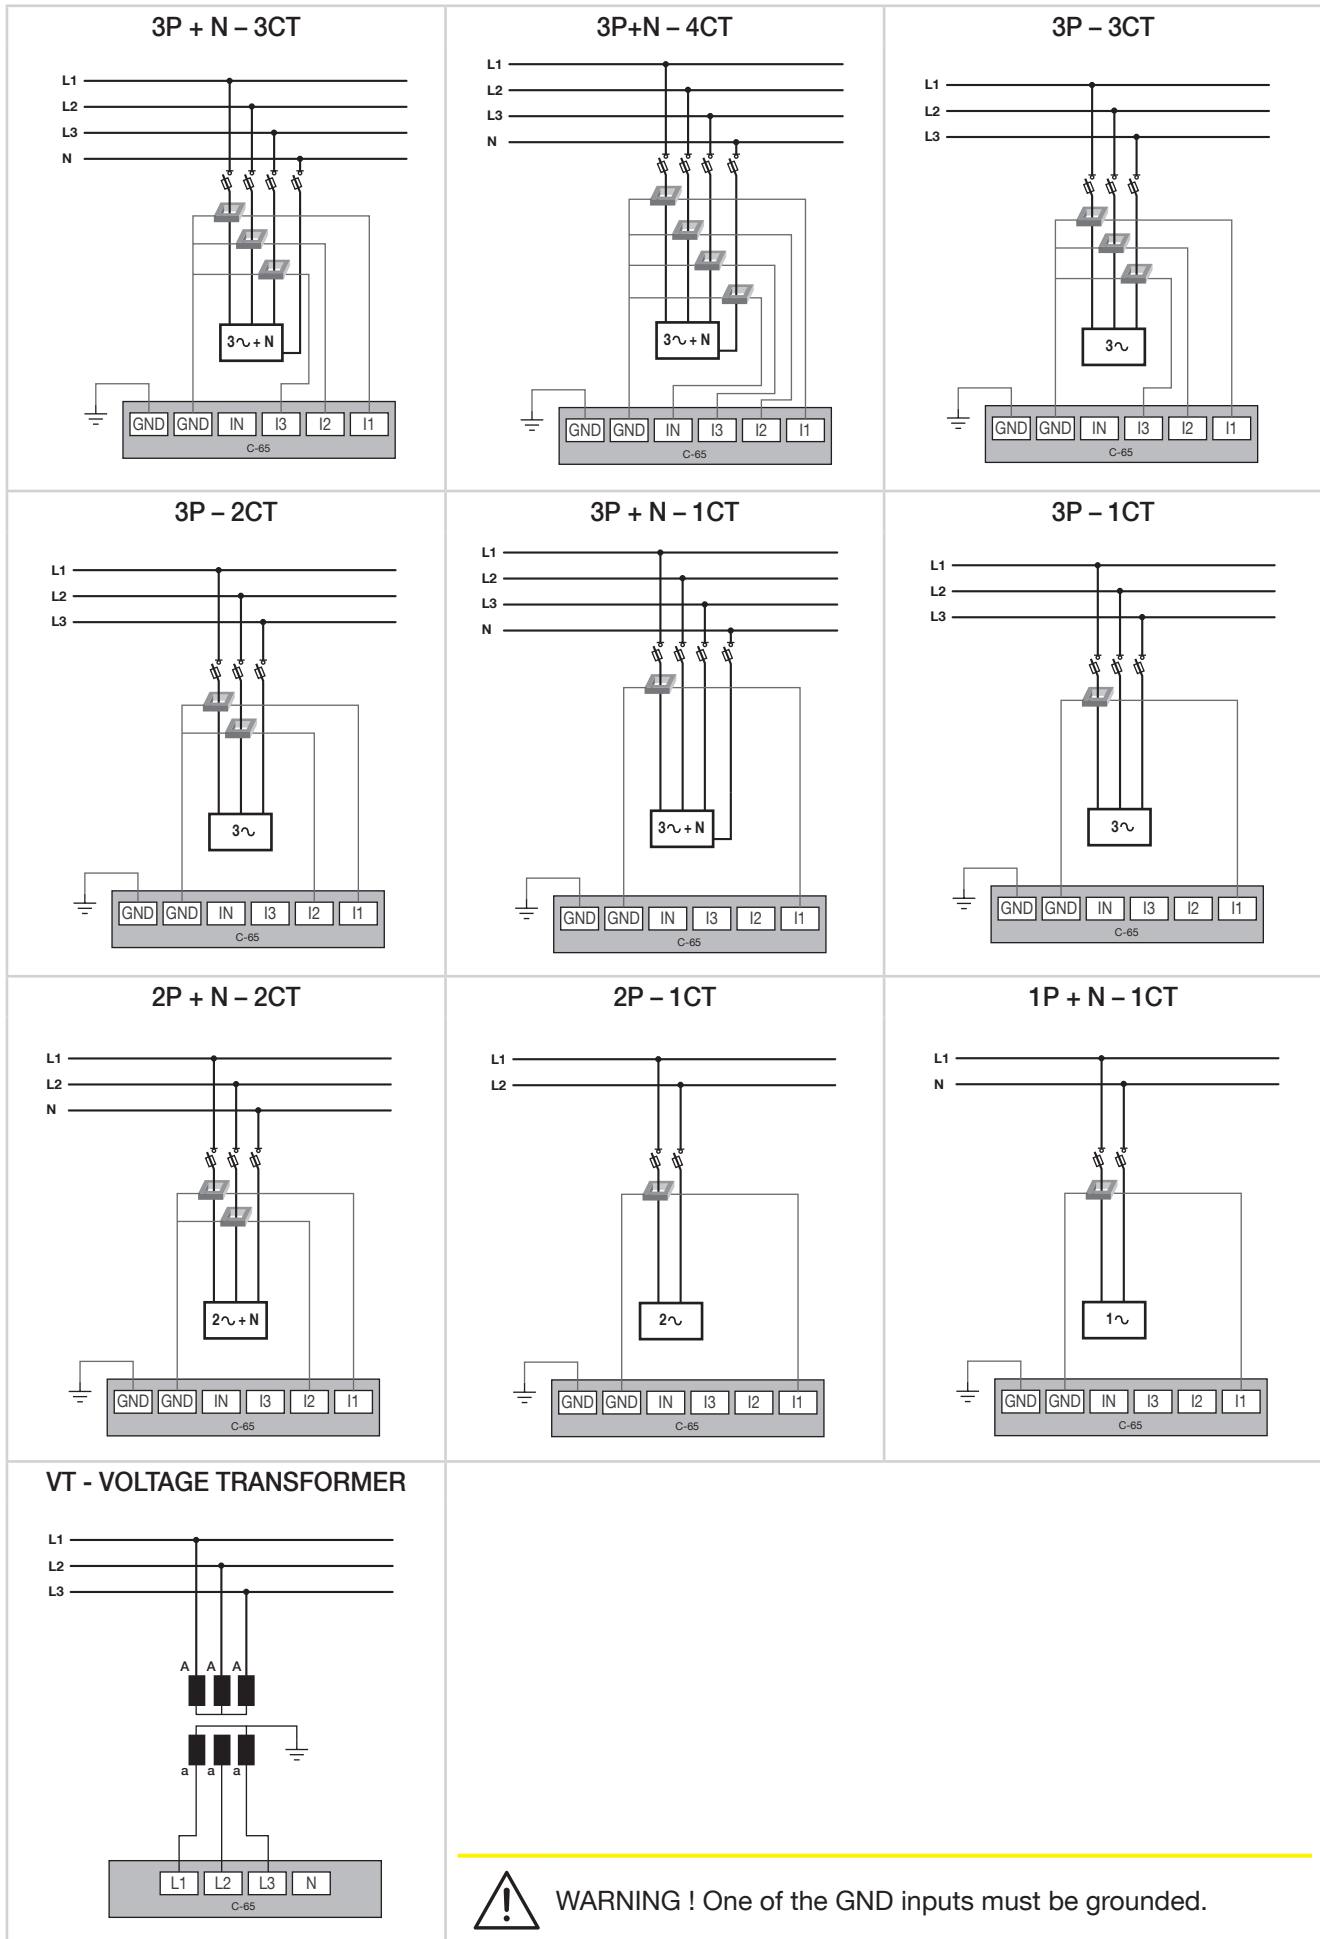 3P + N – 3CT
L1
L2
L3
N
3∿ + N
GND GND IN I3 I2 I1
C-65
3P+N – 4CT
L1
L2
L3
N
3∿ + N
GND GND IN I3 I2 I1
C-65
3P – 3CT
L1
L2
L3
3∿
GND GND IN I3 I2 I1
C-65
3P – 2CT
L1
L2
L3
3∿
GND GND IN I3 I2 I1
C-65
3P + N – 1CT
L1
L2
L3
N
3∿ + N
GND GND IN I3 I2 I1
C-65
3P – 1CT
L1
L2
L3
3∿
GND GND IN I3 I2 I1
C-65
2P + N – 2CT
L1
L2
N
2∿ + N
GND GND IN I3 I2 I1
C-65
2P – 1CT
L1
L2
2∿
GND GND IN I3 I2 I1
C-65
1P + N – 1CT
L1
N
1∿
GND GND IN I3 I2 I1
C-65
VT - VOLTAGE TRANSFORMER
L1
L2
L3
A A A
a a a
L1 L2 L3 N
C-65
WARNING ! One of the GND inputs must be grounded.